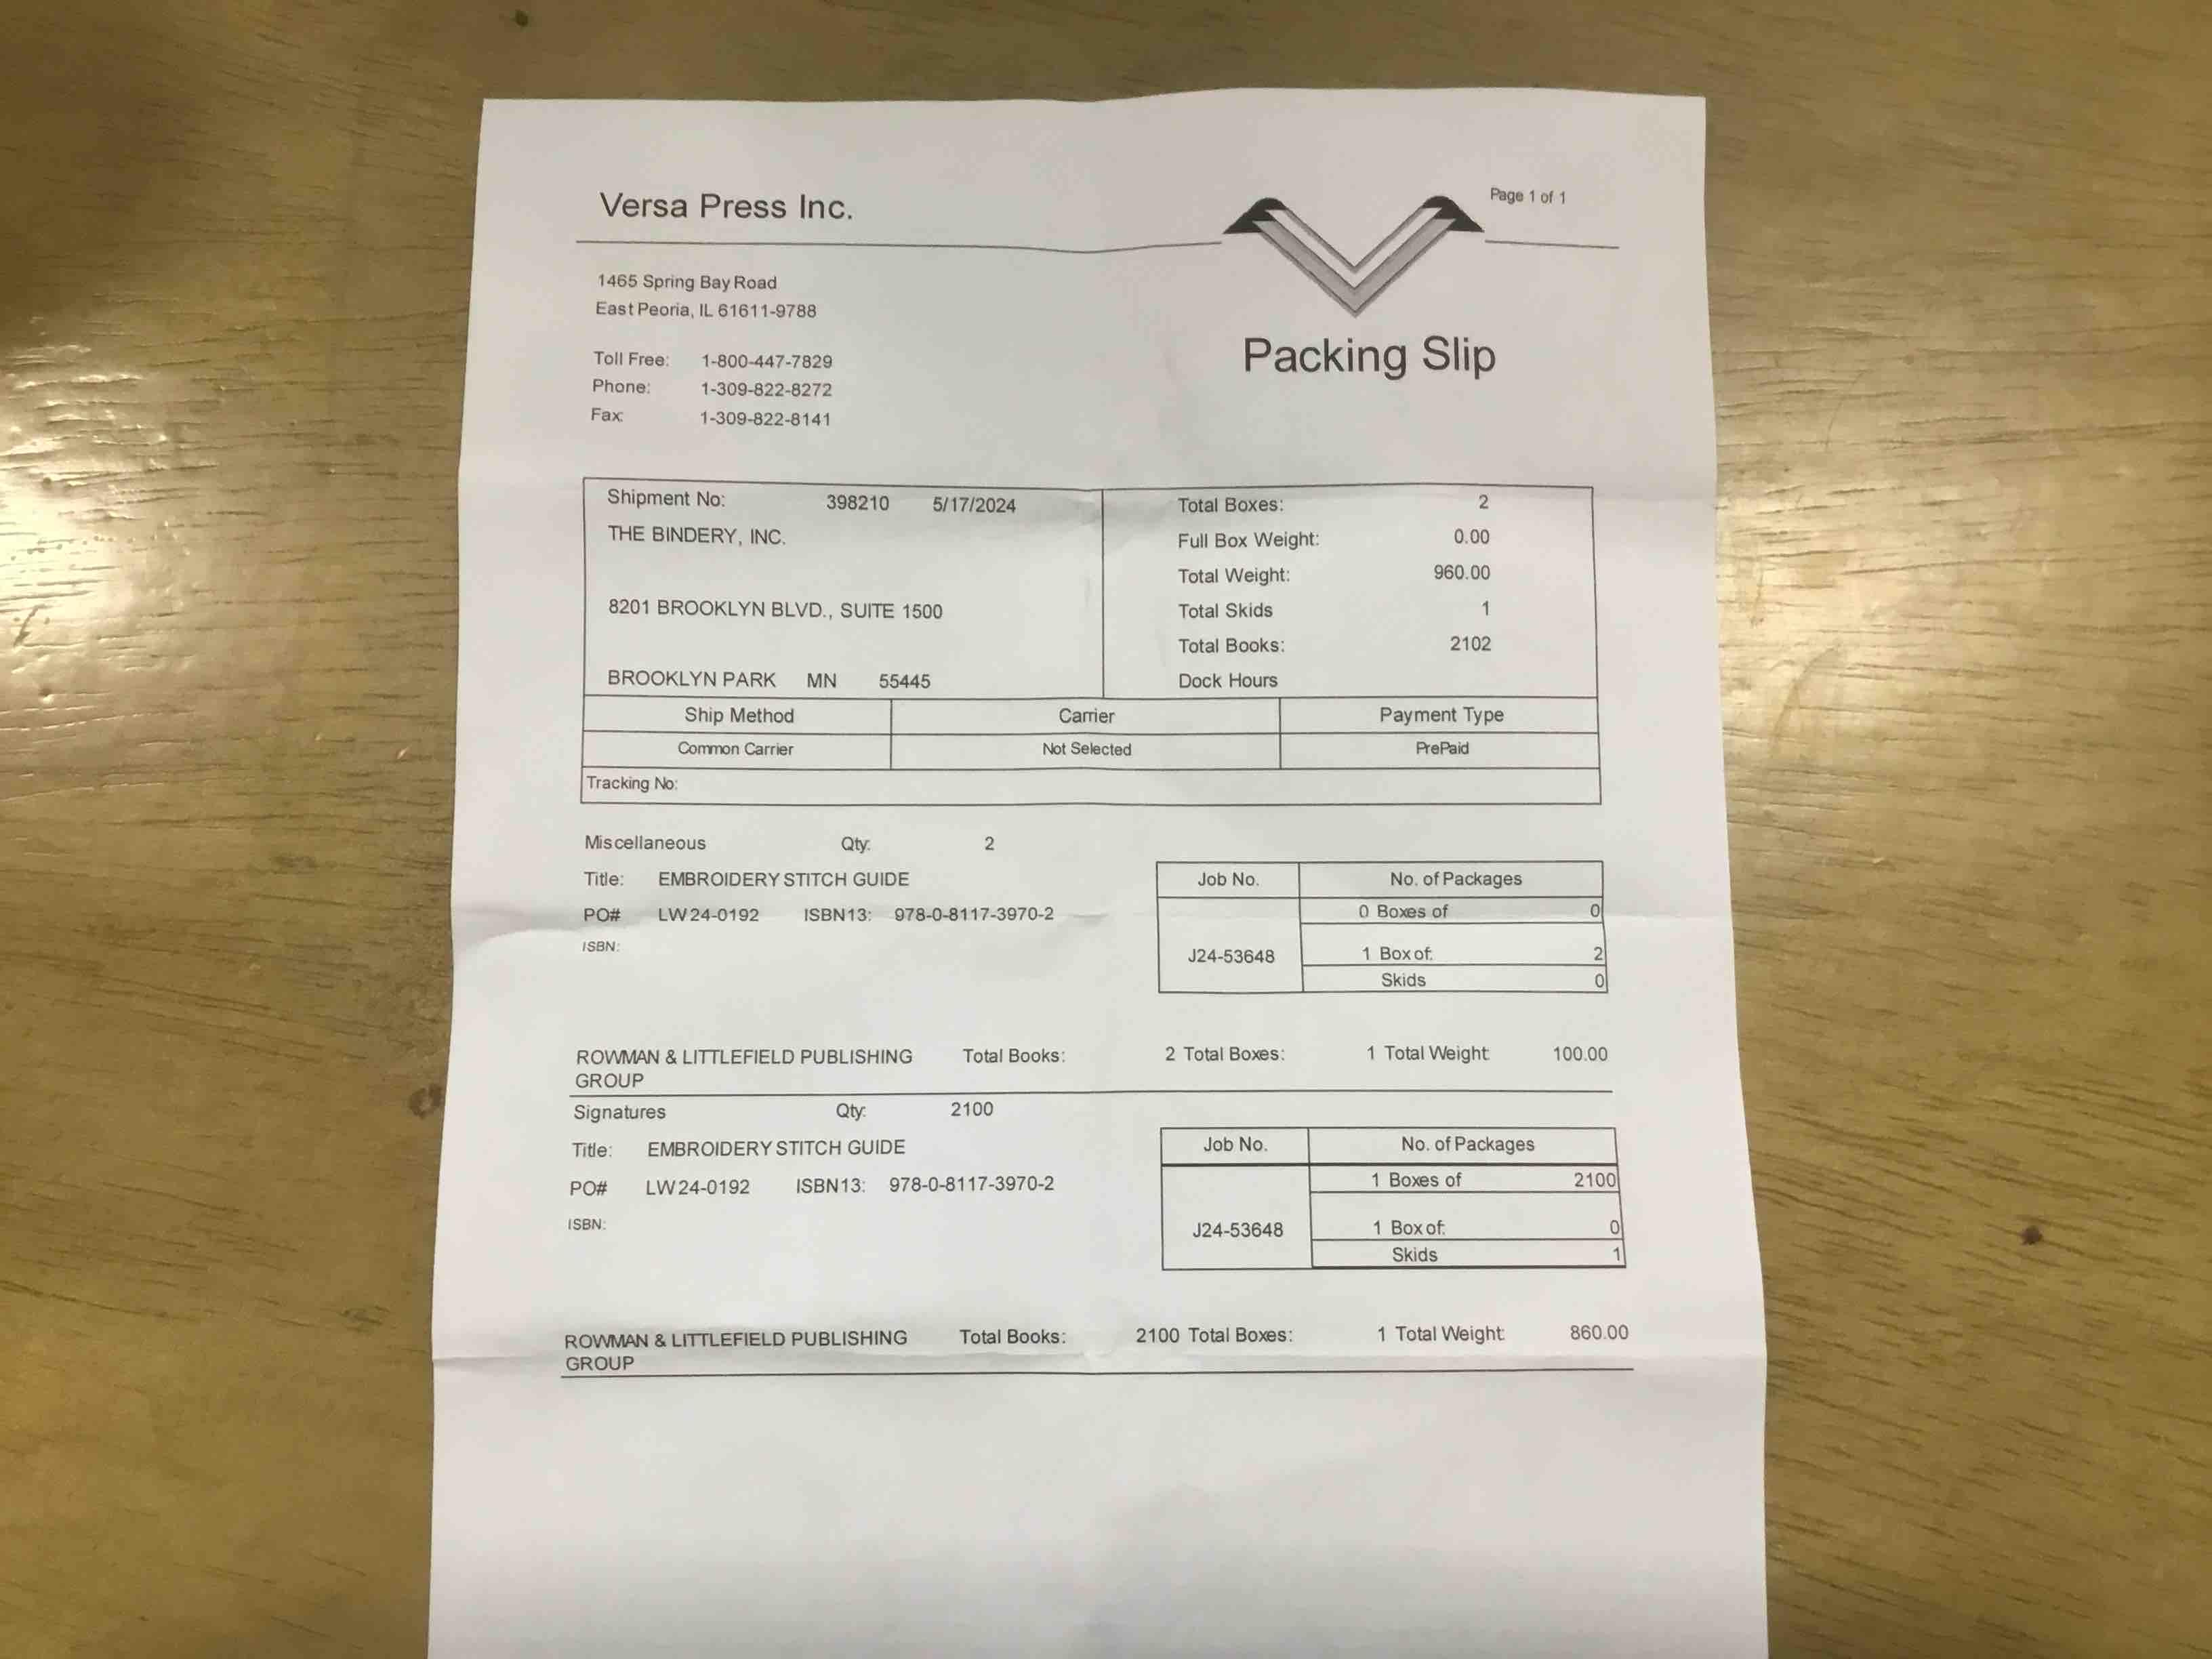 Versa Press Inc.
Page 1 of 1
1465 Spring Bay Road
East Peoria, IL 61611-9788
Toll Free: 1-800-447-7829
Phone: 1-309-822-8272
Fax: 1-309-822-8141
Packing Slip
Shipment No: 398210 5/17/2024
THE BINDERY, INC.
8201 BROOKLYN BLVD., SUITE 1500
BROOKLYN PARK MN 55445
Total Boxes: 2
Full Box Weight: 0.00
Total Weight: 960.00
Total Skids 1
Total Books: 2102
Dock Hours
Ship Method Carrier Payment Type
Common Carrier Not Selected PrePaid
Tracking No:
Miscellaneous Qty: 2
Title: EMBROIDERY STITCH GUIDE
PO# LW24-0192 ISBN13: 978-0-8117-3970-2
ISBN:
Job No. No. of Packages
0 Boxes of 0
J24-53648 1 Box of: 2
Skids 0
ROWMAN & LITTLEFIELD PUBLISHING Total Books: 2 Total Boxes: 1 Total Weight: 100.00
GROUP
Signatures Qty: 2100
Title: EMBROIDERY STITCH GUIDE
PO# LW24-0192 ISBN13: 978-0-8117-3970-2
ISBN:
Job No. No. of Packages
1 Boxes of 2100
J24-53648 1 Box of: 0
Skids 1
ROWMAN & LITTLEFIELD PUBLISHING Total Books: 2100 Total Boxes: 1 Total Weight: 860.00
GROUP